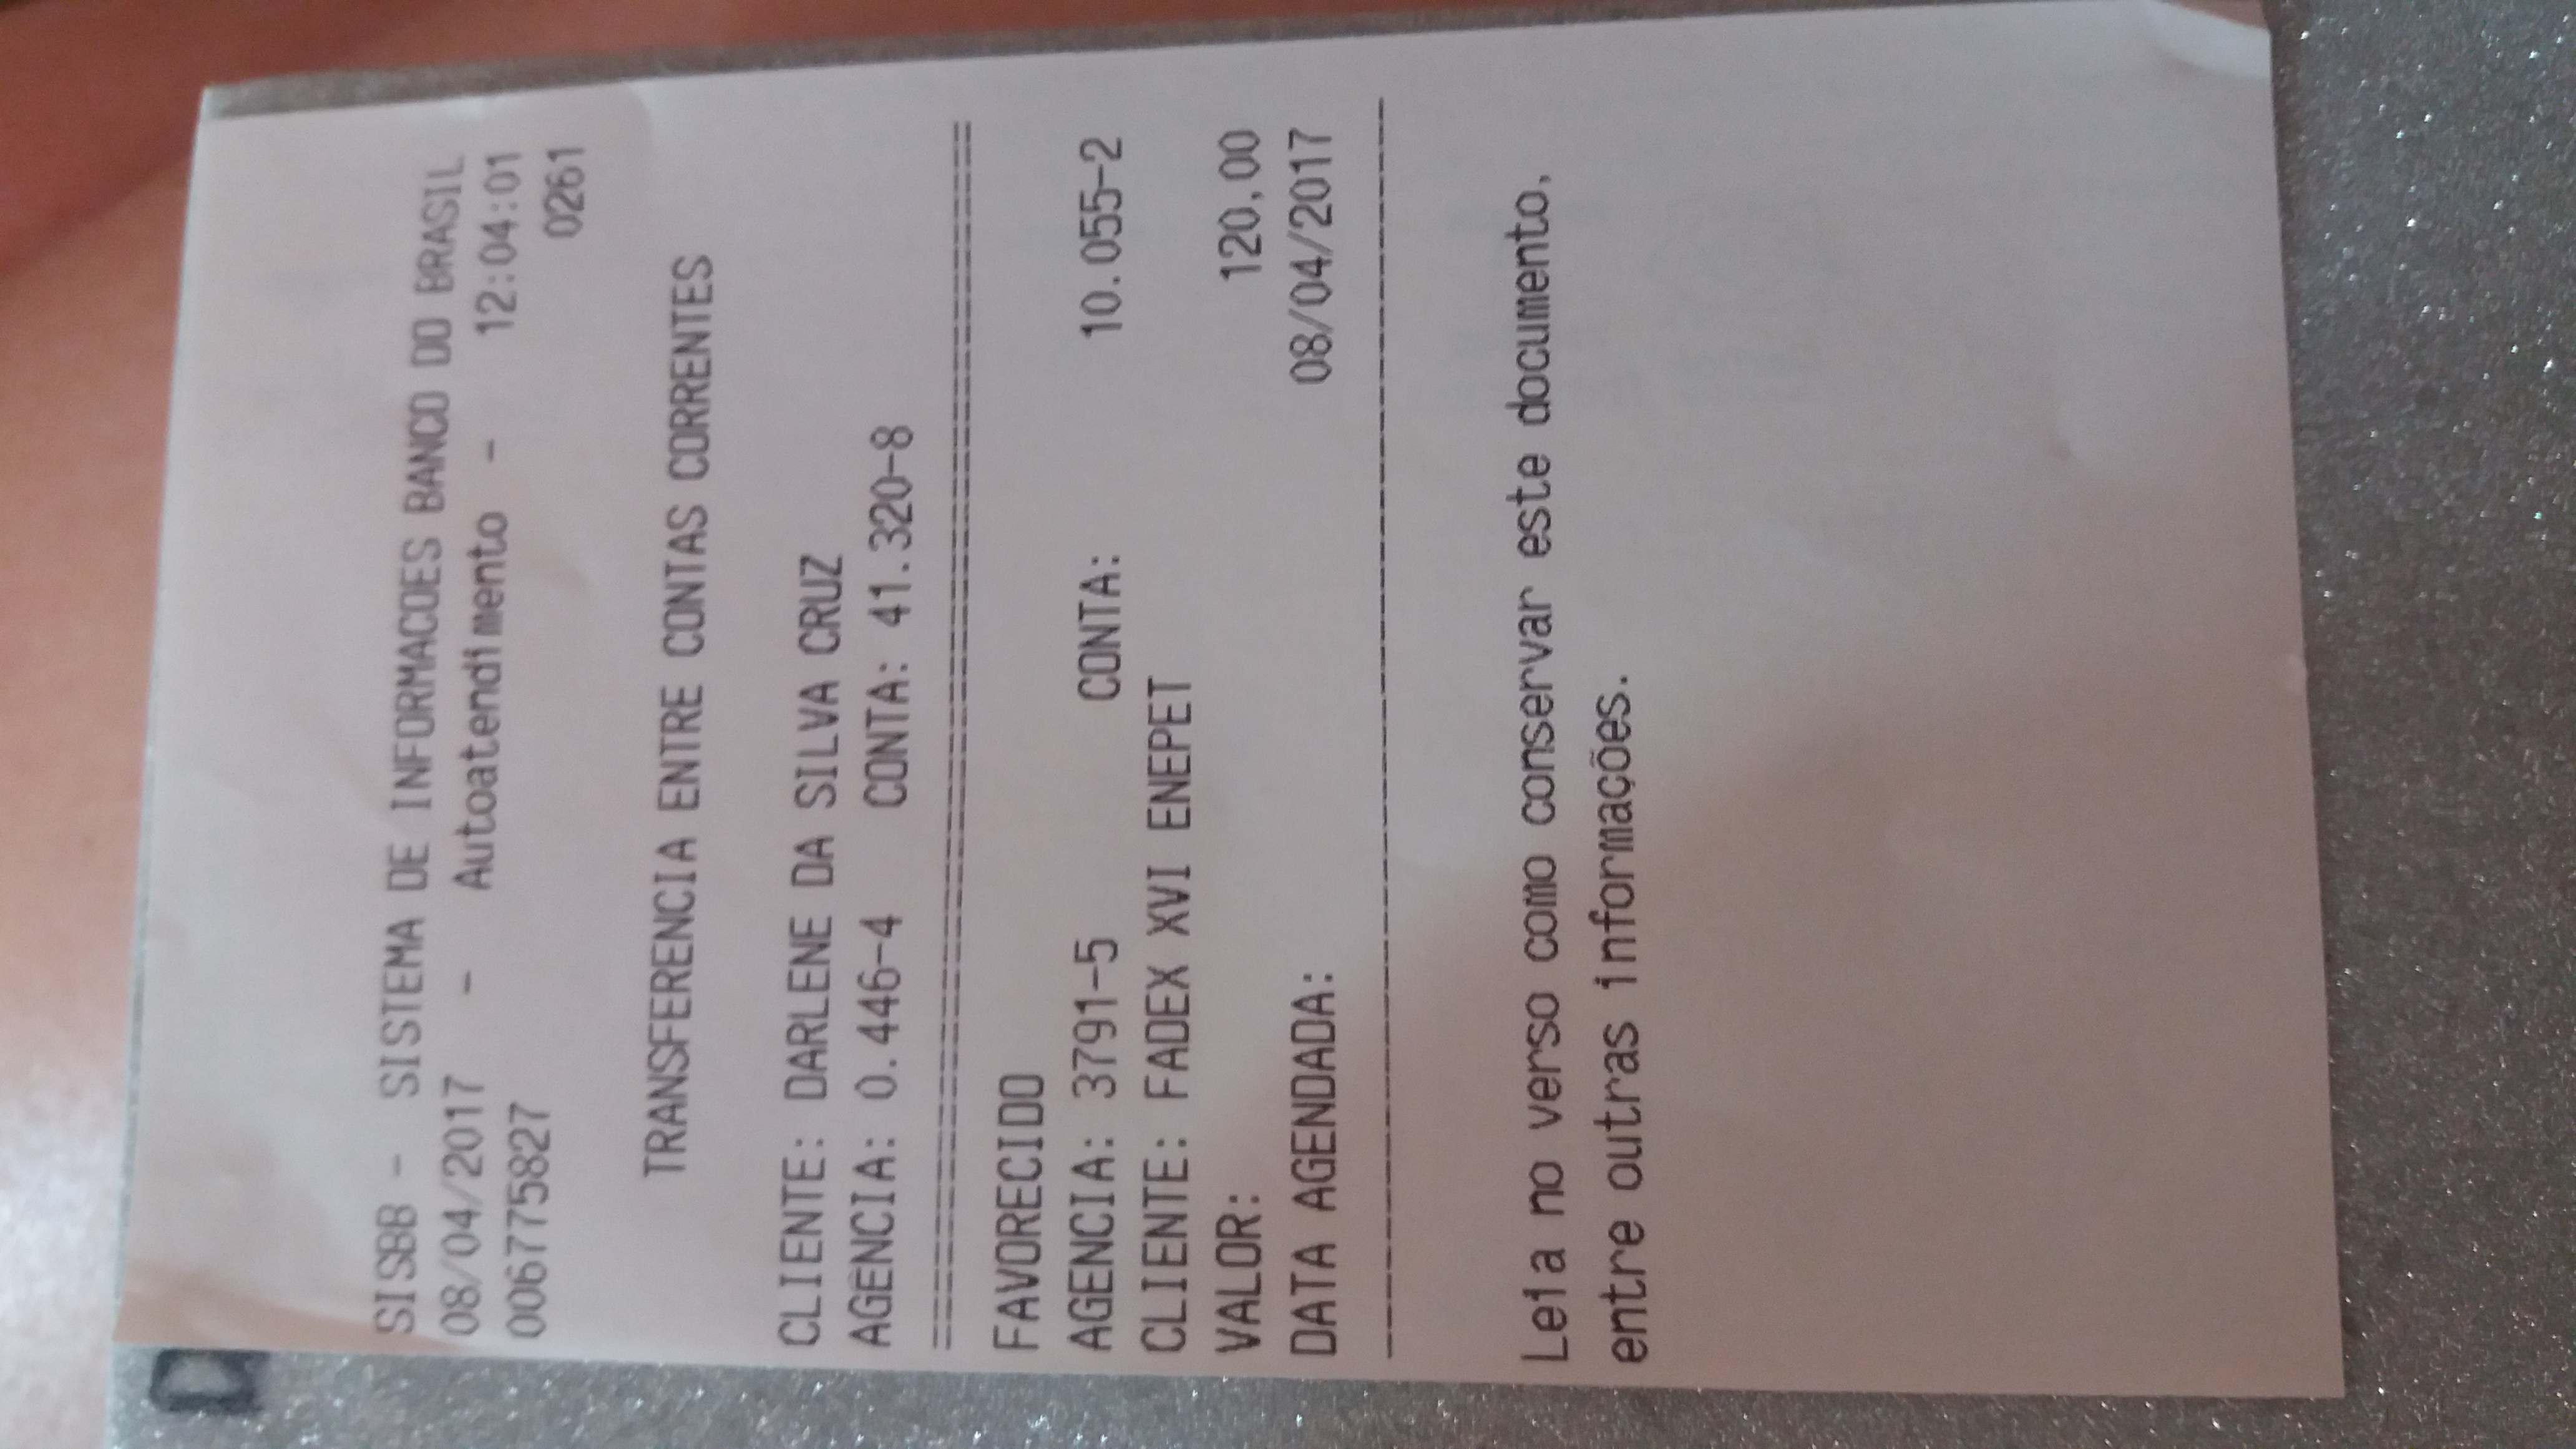 SISBB - SISTEMA DE INFORMACOES BANCO DO BRASIL
08/04/2017 - Autoatendimento - 12:04:01
0067758827 0261
TRANSFERENCIA ENTRE CONTAS CORRENTES
CLIENTE: DARLENE DA SILVA CRUZ
AGENCIA: 0.446-4 CONTA: 41.320-8
================================================
FAVORECIDO
AGENCIA: 3791-5 CONTA: 10.055-2
CLIENTE: FADEX XVI ENEPET
VALOR: 120,00
DATA AGENDADA: 08/04/2017
------------------------------------------------
Leia no verso como conservar este documento,
entre outras informações.